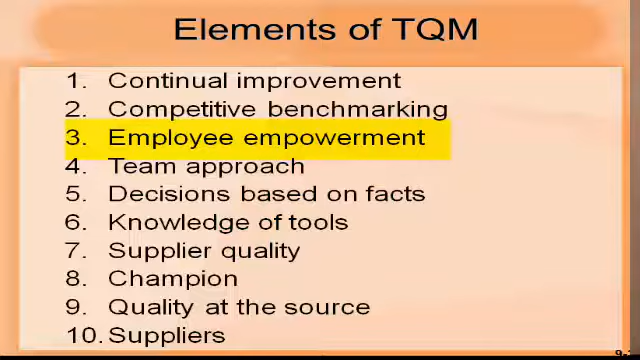 Elements of TQM
1. Continual improvement
2. Competitive benchmarking
3. Employee empowerment
4. Team approach
5. Decisions based on facts
6. Knowledge of tools
7. Supplier quality
8. Champion
9. Quality at the source
10. Suppliers